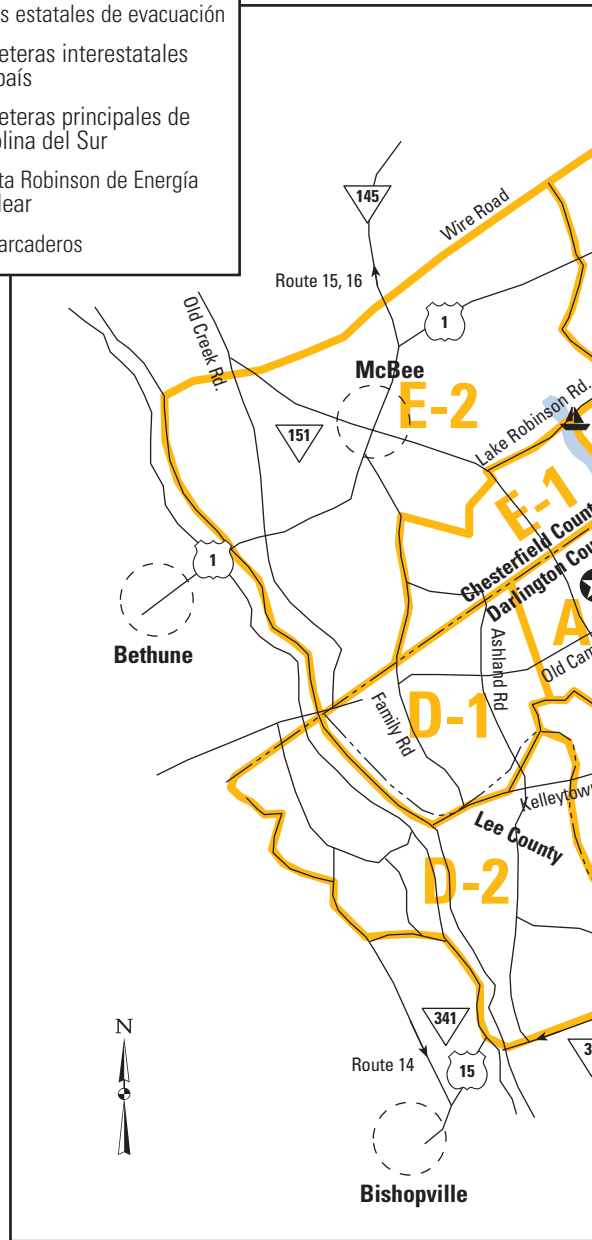 s estatales de evacuación
eteras interestatales
país
eteras principales de
olina del Sur
ta Robinson de Energía
lear
arcaderos
145
Wire Road
Route 15, 16
1
Old Creek Rd.
McBee
E-2
151
Lake Robinson Rd.
E-1
Chesterfield Count
Darlington Cou
1
Bethune
A
Ashland Rd
Old Cam
Family Rd
D-1
Kelleytown
Lee County
D-2
341
3
N
Route 14
15
Bishopville